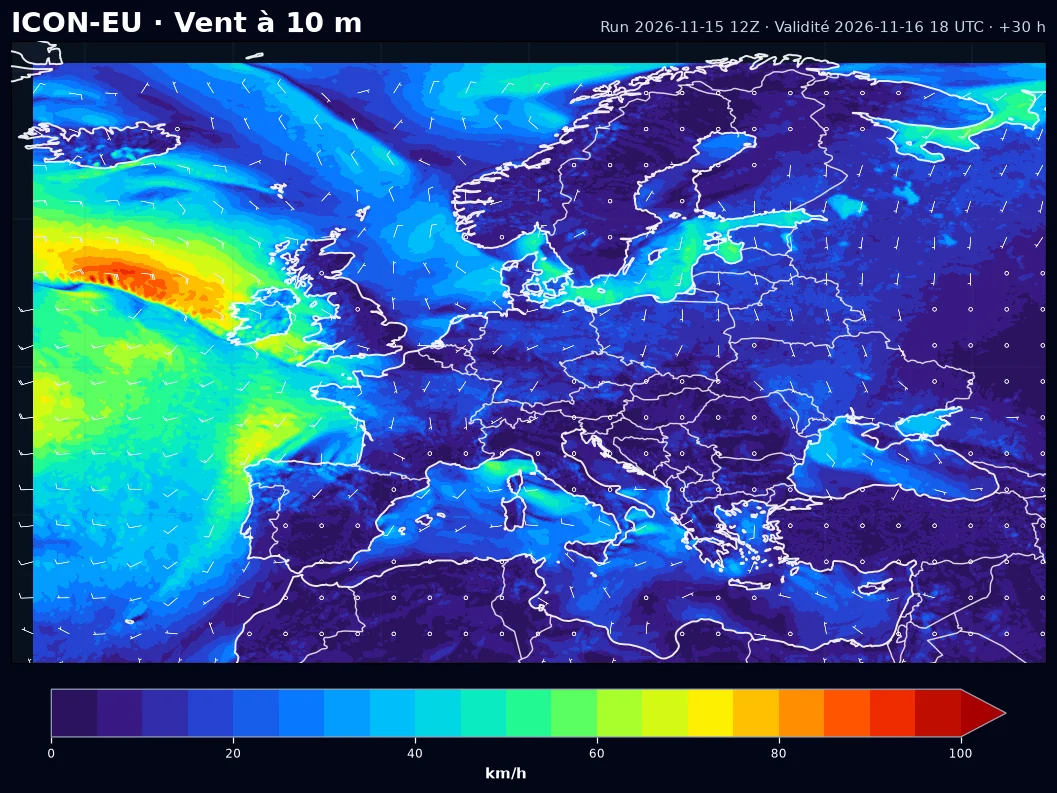 ICON-EU · Vent à 10 m
Run 2026-11-15 12Z · Validité 2026-11-16 18 UTC · +30 h
0 20 40 60 80 100
km/h